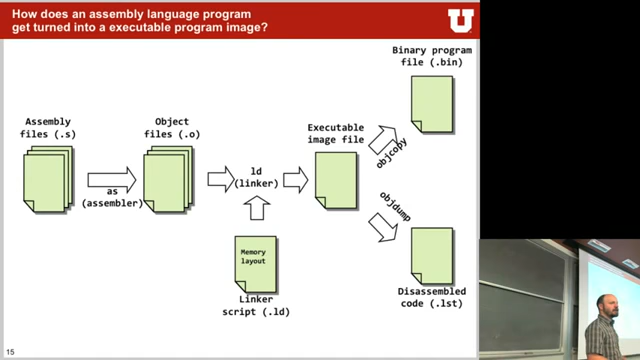 How does an assembly language program
get turned into a executable program image?
U
Binary program
file (.bin)
Assembly
files (.s)
Object
files (.o)
Executable
image file
objcopy
ld
(linker)
as
(assembler)
objdump
Memory
layout
Linker
script (.ld)
Disassembled
code (.lst)
15